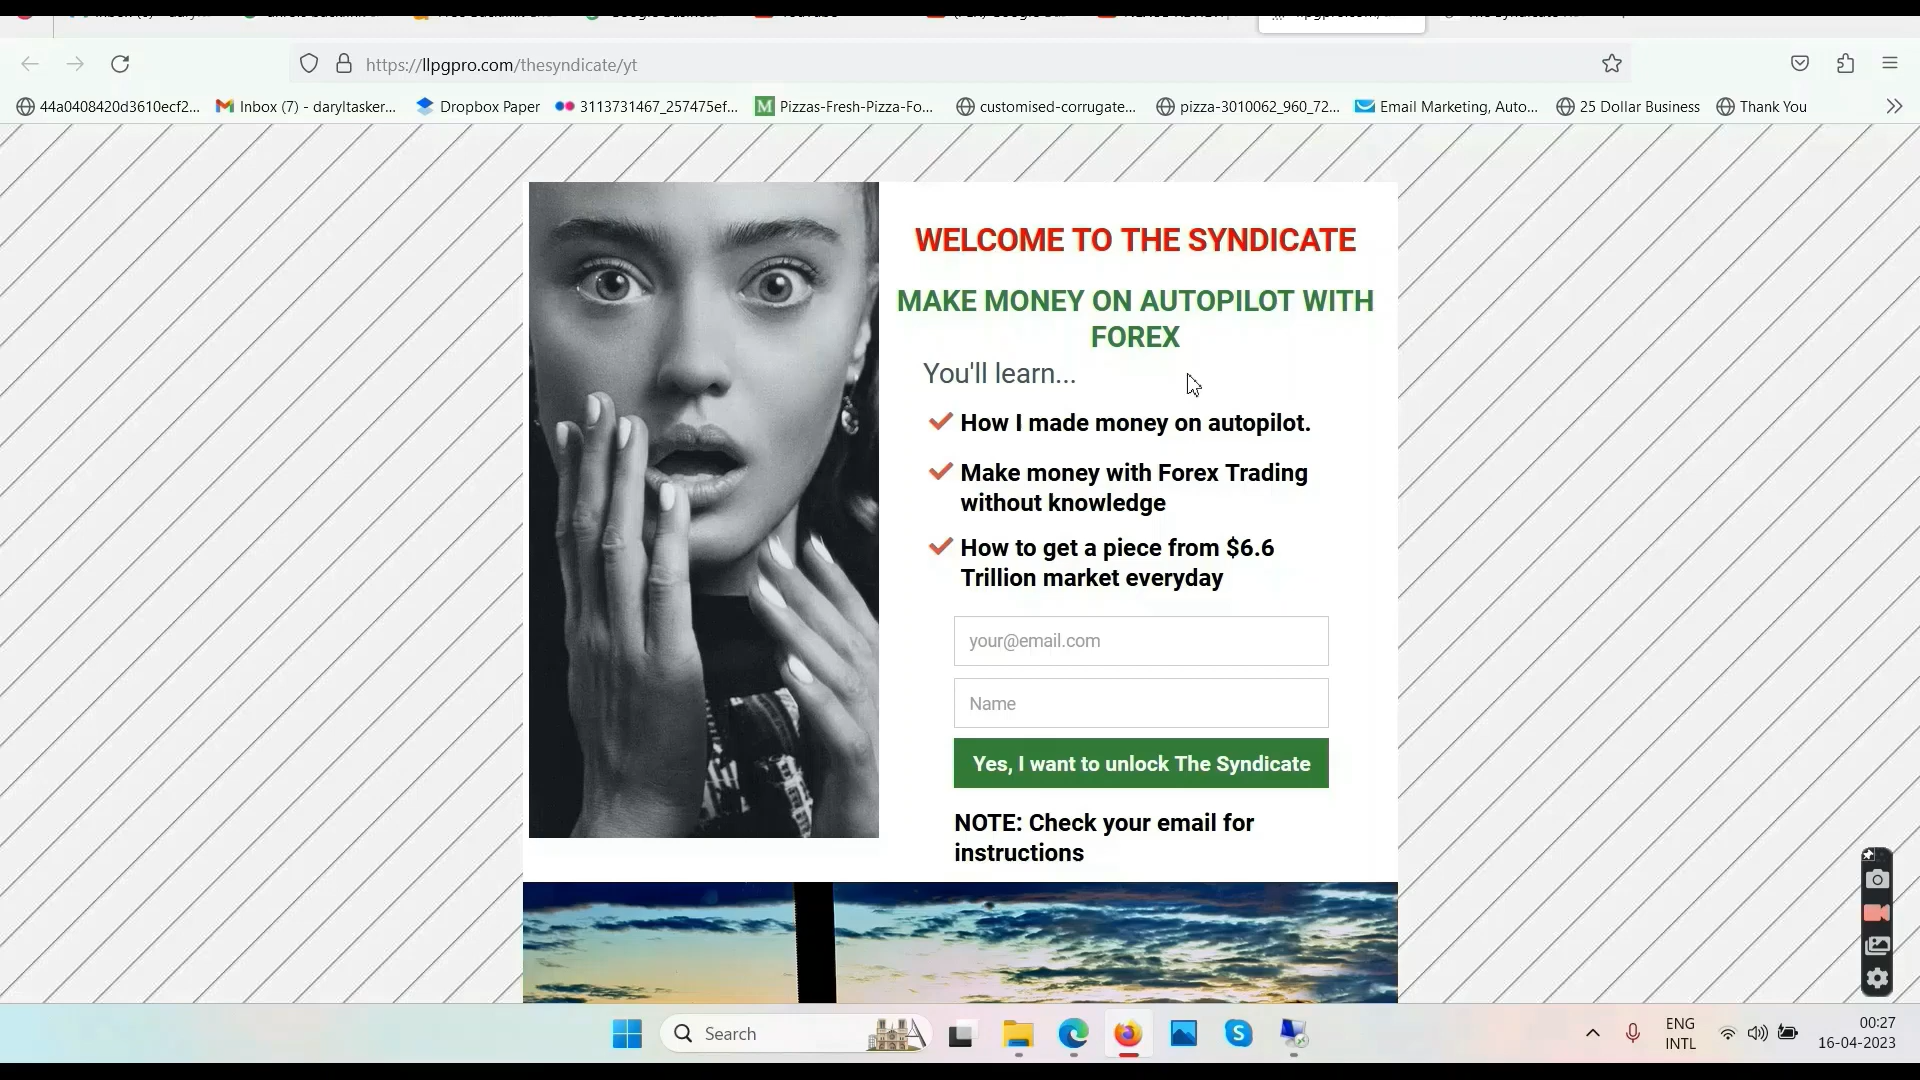 https://llpgpro.com/thesyndicate/yt
44a0408420d3610ecf2... Inbox (7) - daryltasker... Dropbox Paper 3113731467_257475ef... Pizzas-Fresh-Pizza-Fo... customised-corrugate... pizza-3010062_960_72... Email Marketing, Auto... 25 Dollar Business Thank You
WELCOME TO THE SYNDICATE
MAKE MONEY ON AUTOPILOT WITH
FOREX
You'll learn...
How I made money on autopilot.
Make money with Forex Trading
without knowledge
How to get a piece from $6.6
Trillion market everyday
your@email.com
Name
Yes, I want to unlock The Syndicate
NOTE: Check your email for
instructions
Search
ENG
INTL
00:27
16-04-2023